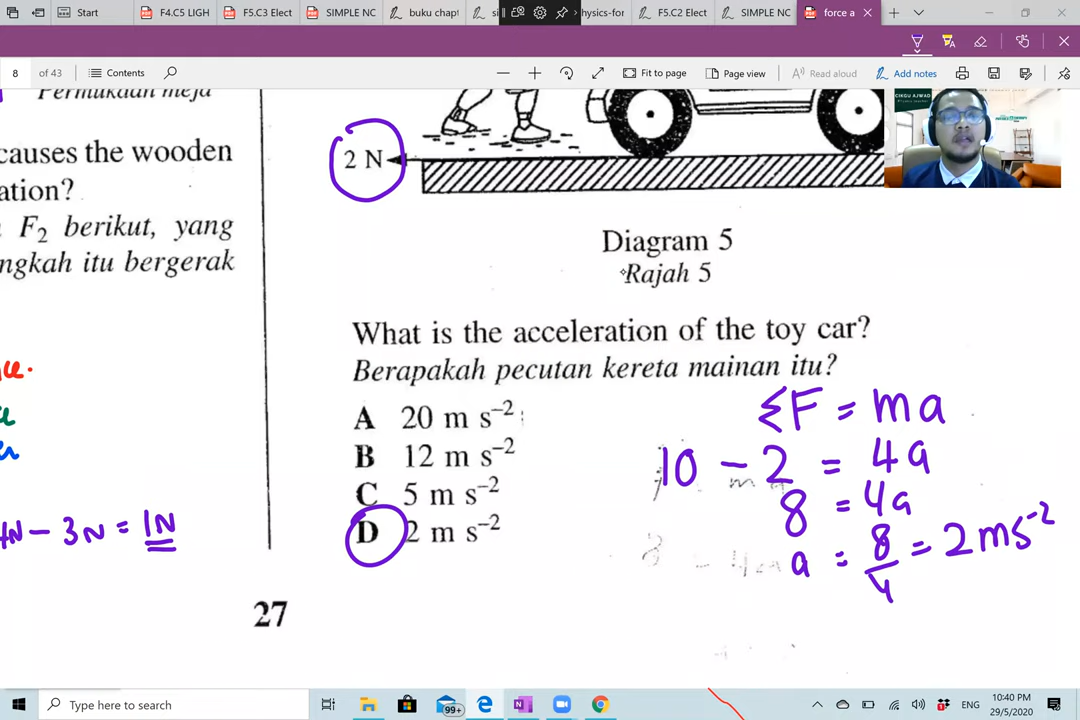 Start
F4.C5 LIGH
F5.C3 Elect
SIMPLE NC
buku chapt
si
hysics-for
F5.C2 Elect
SIMPLE NC
force a
8 of 43
Contents
Fit to page
Page view
Read aloud
Add notes
Permukaan meja
causes the wooden
ation?
F₂ berikut, yang
ngkah itu bergerak
ce.
4N - 3N = 1N
27
2 N
CIKGU AJWAD
Diagram 5
Rajah 5
What is the acceleration of the toy car?
Berapakah pecutan kereta mainan itu?
A 20 m s⁻²
B 12 m s⁻²
C 5 m s⁻²
D 2 m s⁻²
ΣF = ma
10 - 2 = 4a
8 = 4a
a = 8/4 = 2ms⁻²
Type here to search
99+
ENG
10:40 PM
29/5/2020